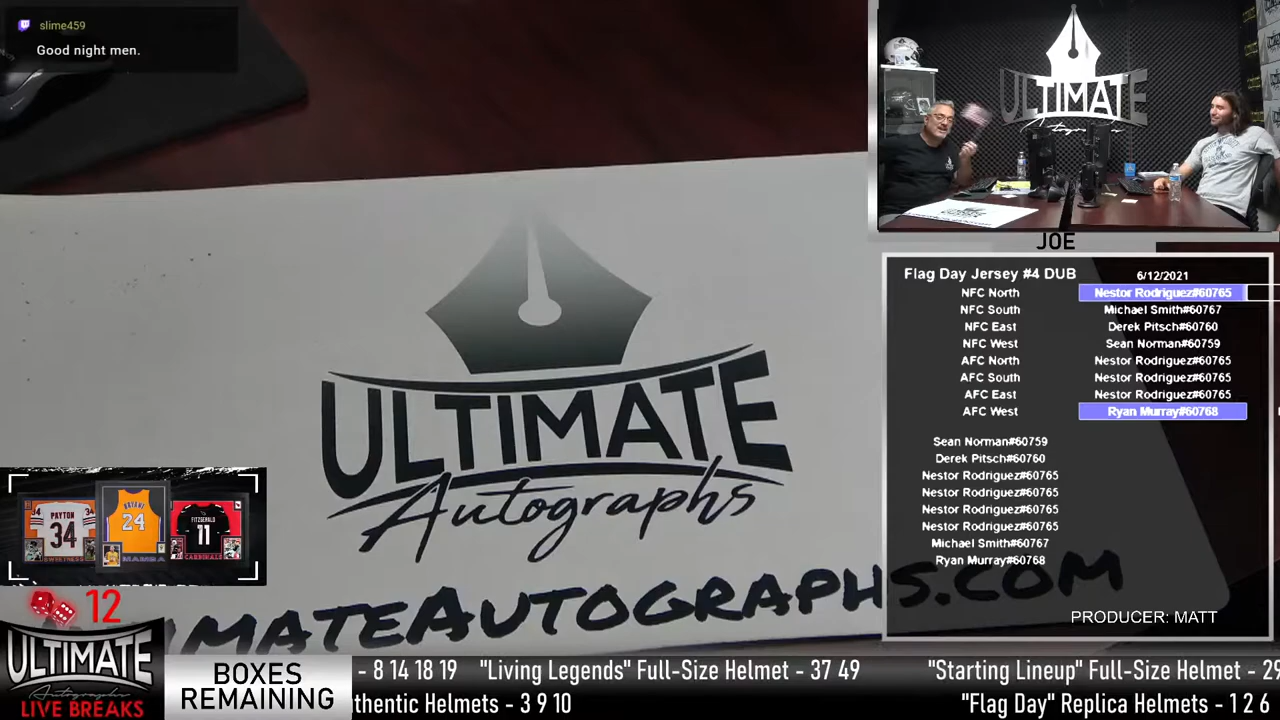 slime459
Good night men.
ULTIMATE
Autographs
JOE
Flag Day Jersey #4 DUB 6/12/2021
NFC North Nestor Rodriguez#60765
NFC South Michael Smith#60767
NFC East Derek Pitsch#60760
NFC West Sean Norman#60759
AFC North Nestor Rodriguez#60765
AFC South Nestor Rodriguez#60765
AFC East Nestor Rodriguez#60765
AFC West Ryan Murray#60768
Sean Norman#60759
Derek Pitsch#60760
Nestor Rodriguez#60765
Nestor Rodriguez#60765
Nestor Rodriguez#60765
Nestor Rodriguez#60765
Michael Smith#60767
Ryan Murray#60768
PRODUCER: MATT
ULTIMATE
Autographs
IMATEAUTOGRAPHS.COM
PAYTON
34
SWEETNESS
BRYANT
24
MAMBA
FITZGERALD
11
CARDINALS
12
ULTIMATE
Autographs
LIVE BREAKS
BOXES
REMAINING
- 8 14 18 19 "Living Legends" Full-Size Helmet - 37 49 "Starting Lineup" Full-Size Helmet - 29
thentic Helmets - 3 9 10 "Flag Day" Replica Helmets - 1 2 6